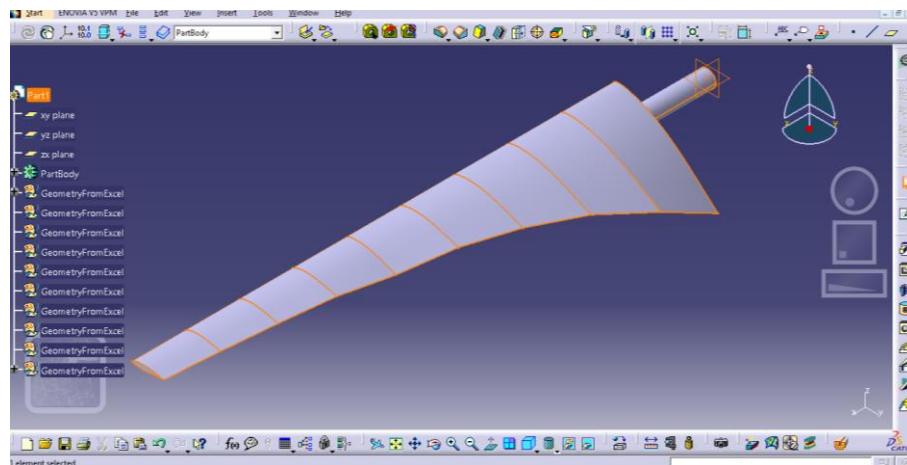 Start ENOVIA V5 VPM File Edit View Insert Tools Window Help
PartBody
Part1
xy plane
yz plane
zx plane
PartBody
GeometryFromExcel
GeometryFromExcel
GeometryFromExcel
GeometryFromExcel
GeometryFromExcel
GeometryFromExcel
GeometryFromExcel
GeometryFromExcel
GeometryFromExcel
GeometryFromExcel
z
x y
f(x)
1 element selected